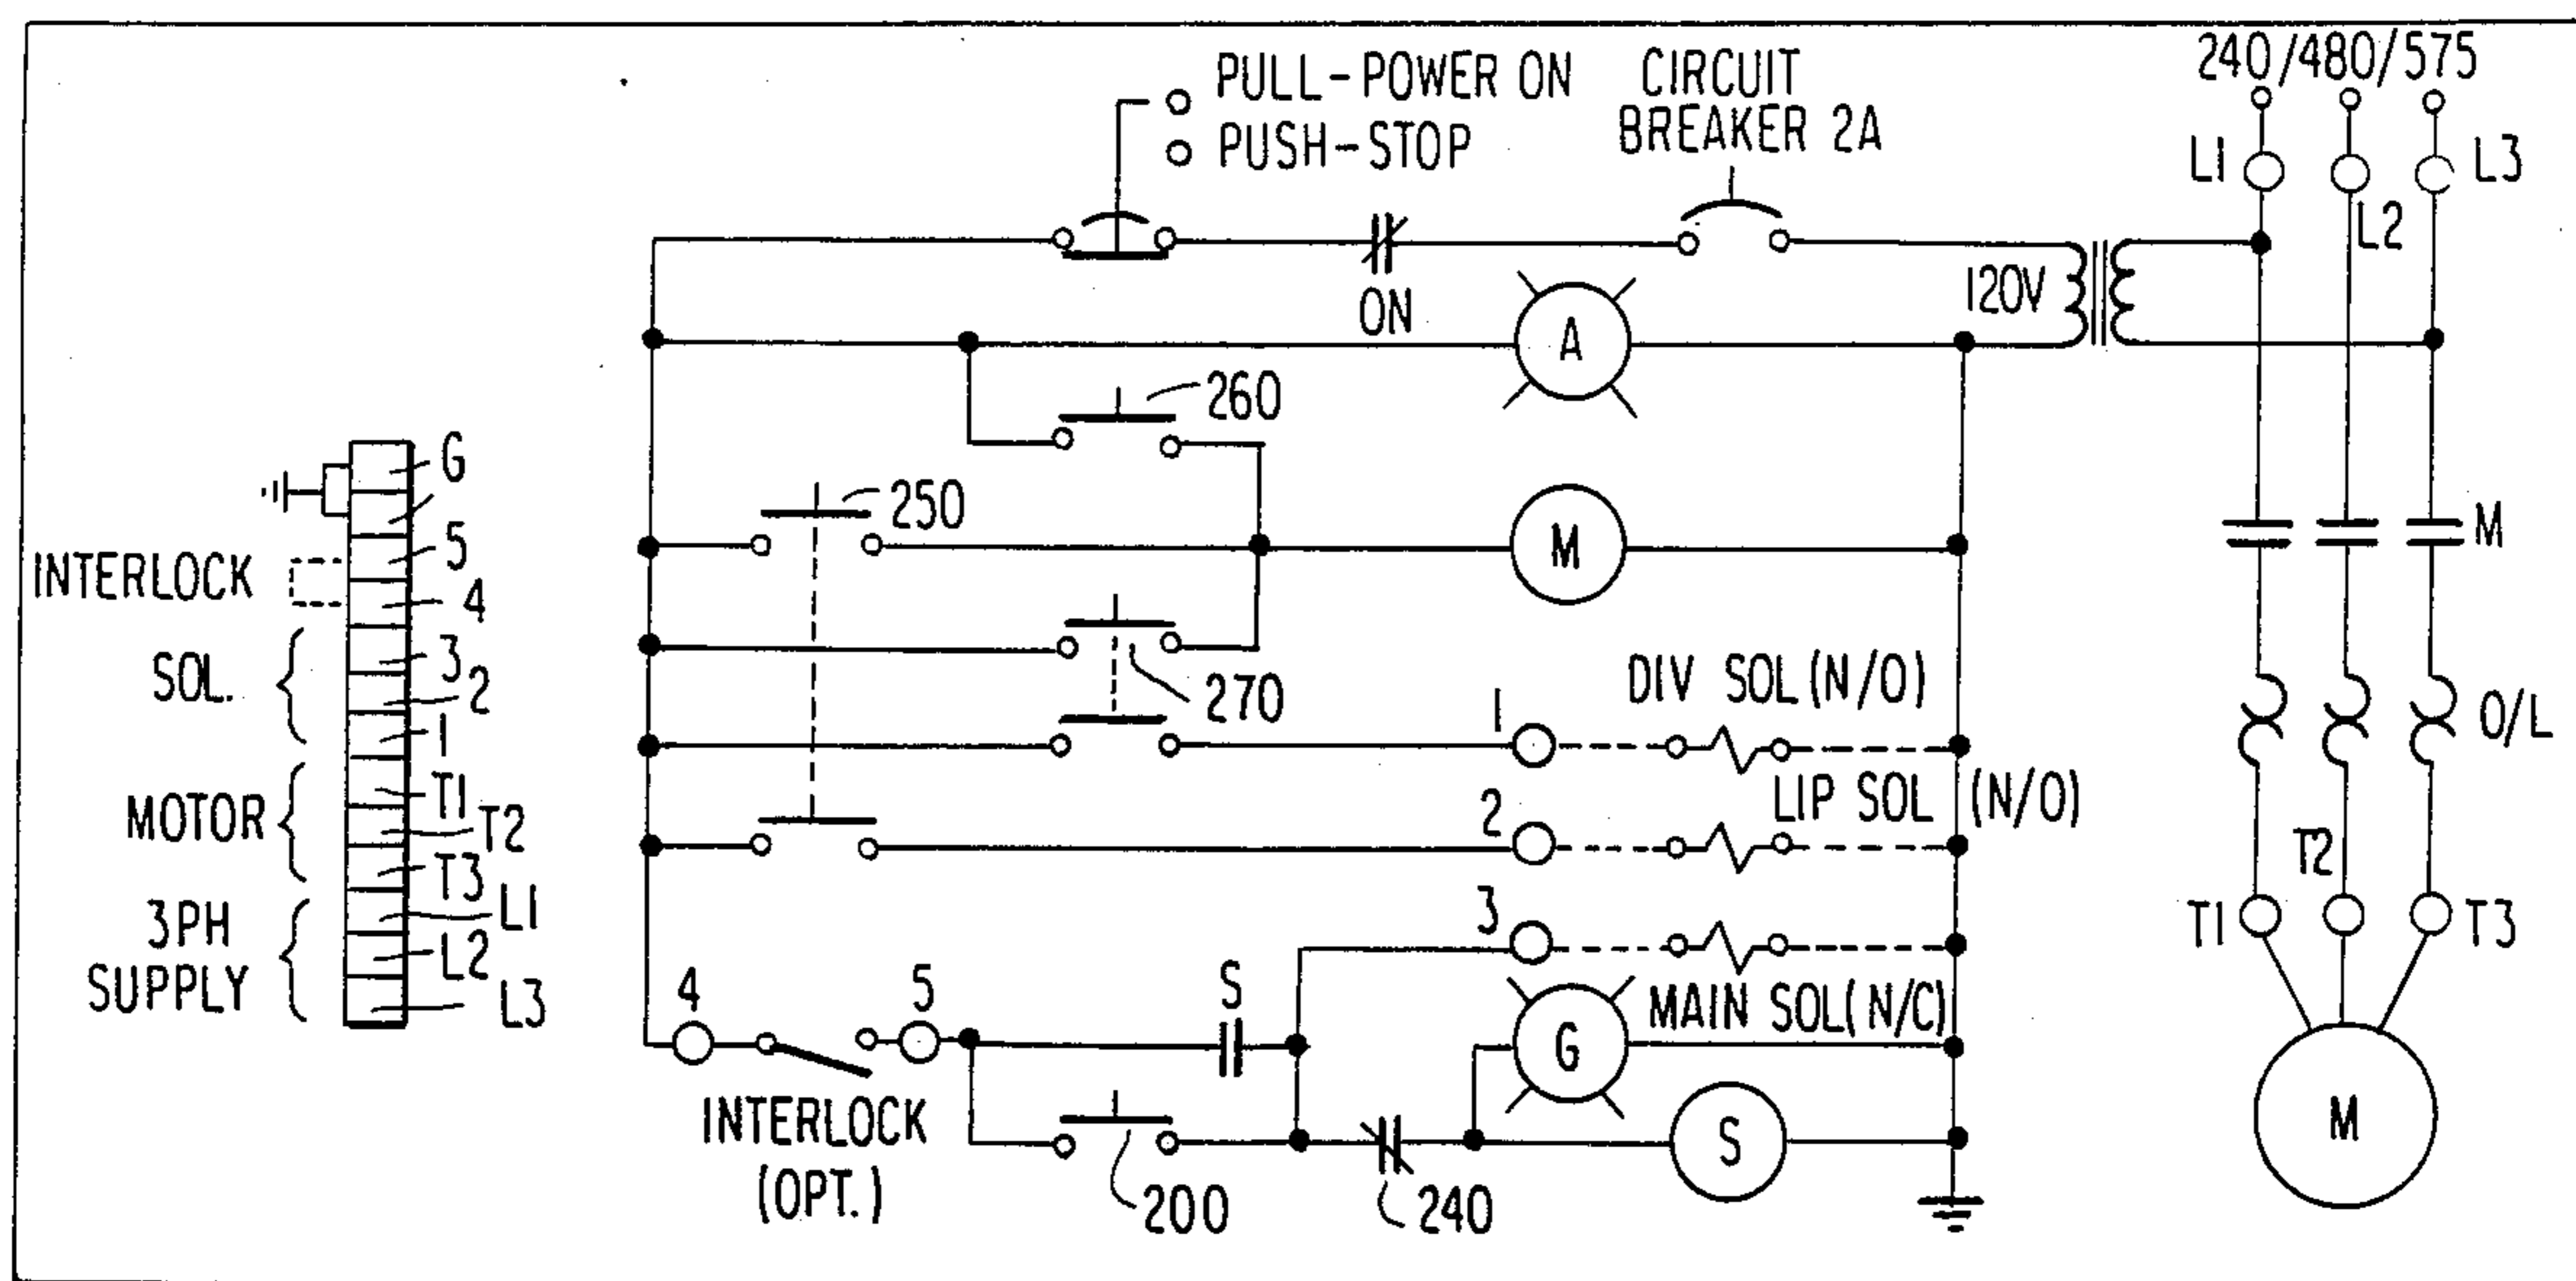 PULL-POWER ON
PUSH-STOP
CIRCUIT
BREAKER 2A
240/480/575
L1
L2
L3
120V
ON
A
260
250
M
M
270
DIV SOL (N/O)
1
O/L
2
LIP SOL (N/O)
3
MAIN SOL (N/C)
T1
T2
T3
4
5
S
G
INTERLOCK
(OPT.)
200
240
S
M
G
5
INTERLOCK
4
SOL.
3
2
1
MOTOR
T1
T2
T3
3PH
SUPPLY
L1
L2
L3